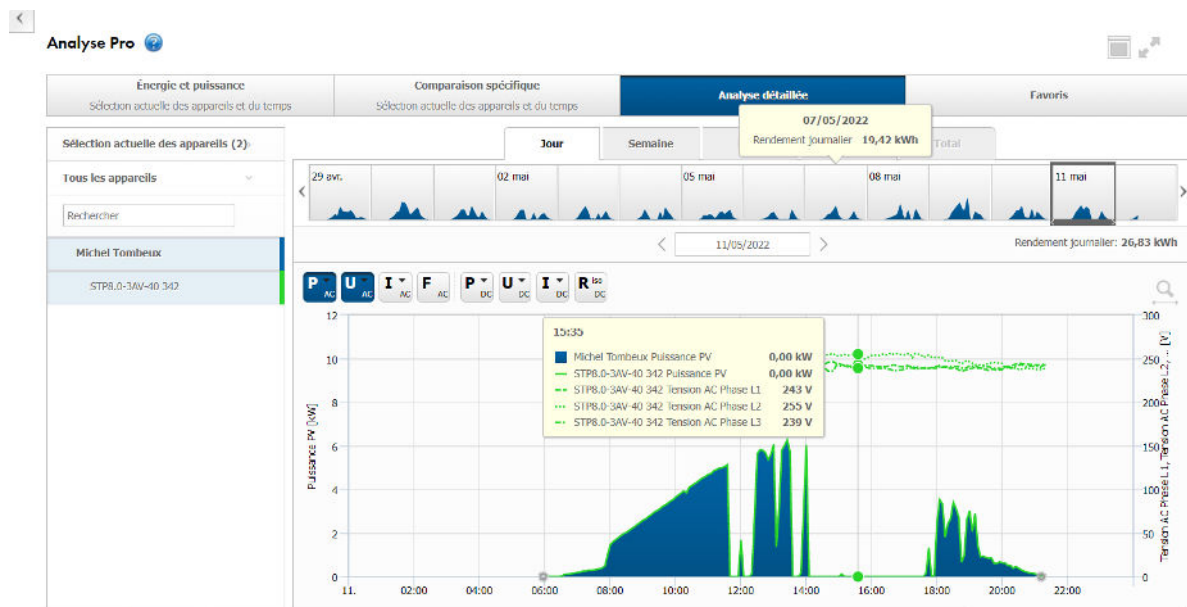 Analyse Pro
Énergie et puissance
Sélection actuelle des appareils et du temps
Comparaison spécifique
Sélection actuelle des appareils et du temps
Analyse détaillée
Favoris
07/05/2022
Rendement journalier 19,42 kWh
Sélection actuelle des appareils (2)
Jour
Semaine
Total
Tous les appareils
29 avr.
02 mai
05 mai
08 mai
11 mai
Rechercher
11/05/2022
Rendement journalier: 26,83 kWh
Michel Tombeux
STP8.0-3AV-40 342
P AC
U AC
I AC
F AC
P DC
U DC
I DC
R iso DC
12
10
8
6
4
2
0
Puissance PV [kW]
15:35
Michel Tombeux Puissance PV 0,00 kW
STP8.0-3AV-40 342 Puissance PV 0,00 kW
STP8.0-3AV-40 342 Tension AC Phase L1 243 V
STP8.0-3AV-40 342 Tension AC Phase L2 255 V
STP8.0-3AV-40 342 Tension AC Phase L3 239 V
300
250
200
150
100
50
0
Tension AC Phase L1, Tension AC Phase L2, ... [V]
11.
02:00
04:00
06:00
08:00
10:00
12:00
14:00
16:00
18:00
20:00
22:00